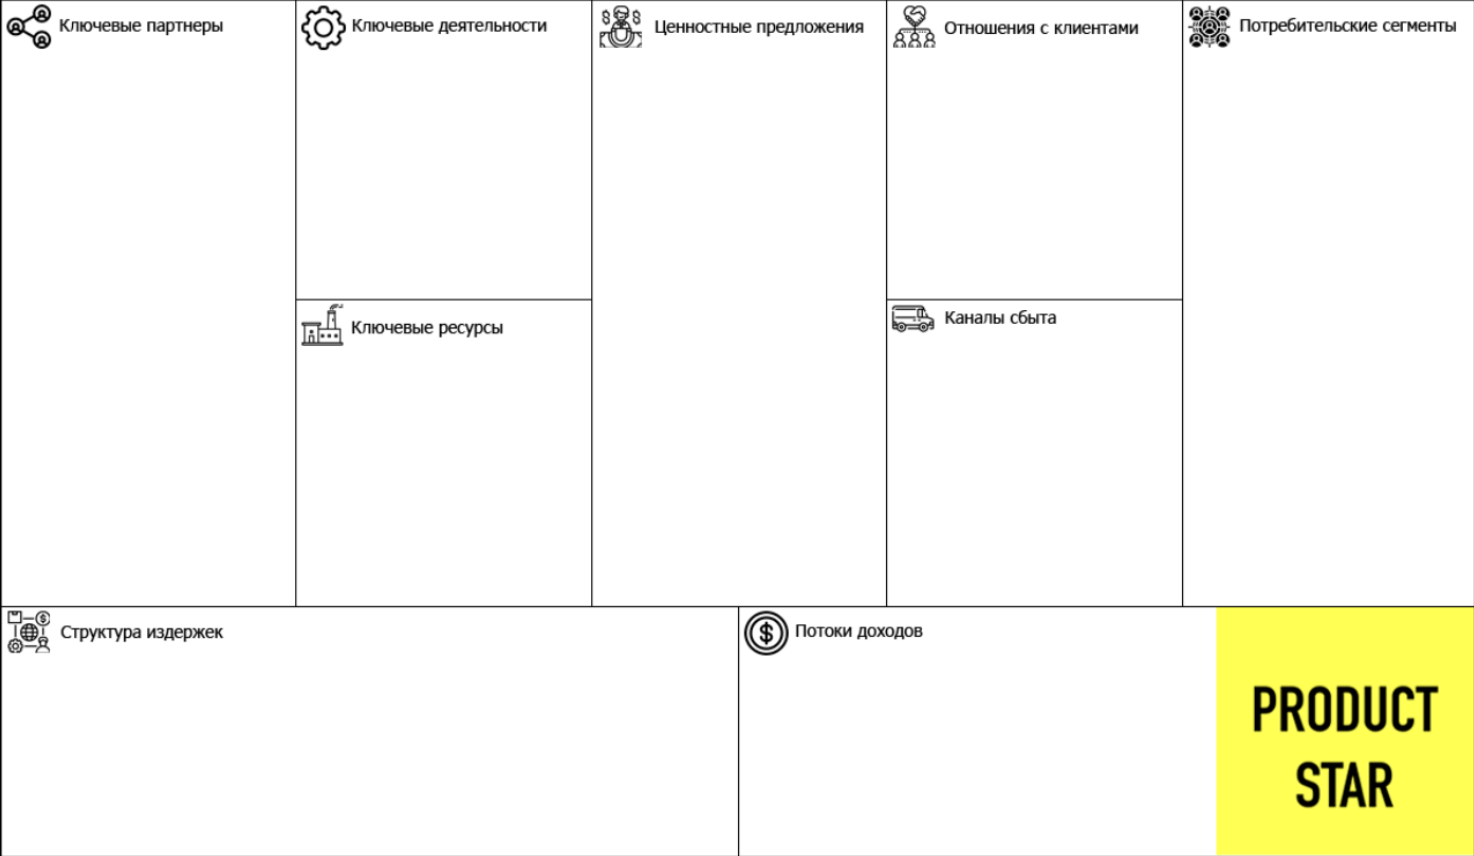 Ключевые партнеры
Ключевые деятельности
Ценностные предложения
Отношения с клиентами
Потребительские сегменты
Ключевые ресурсы
Каналы сбыта
Структура издержек
Потоки доходов
PRODUCT
STAR